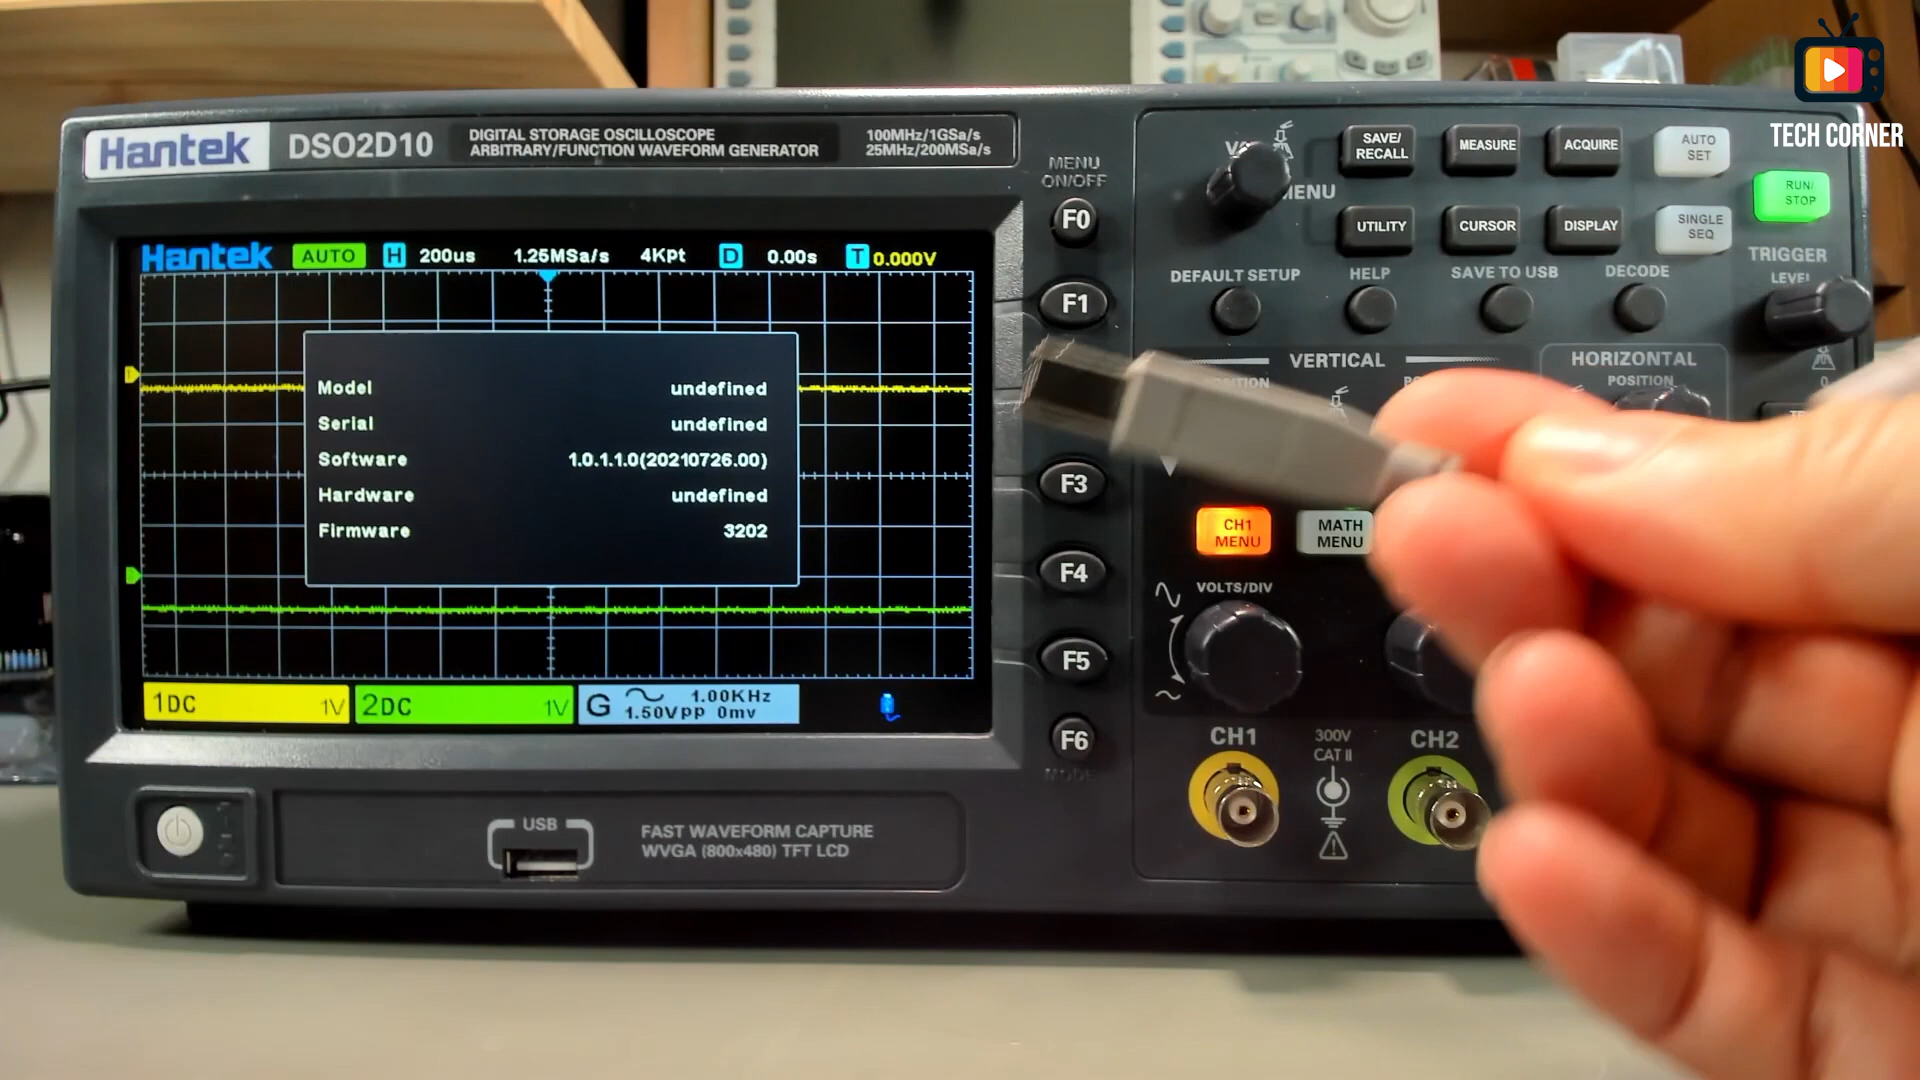 TECH CORNER
Hantek DSO2D10
DIGITAL STORAGE OSCILLOSCOPE
ARBITRARY/FUNCTION WAVEFORM GENERATOR
100MHz/1GSa/s
25MHz/200MSa/s
Hantek AUTO H 200us 1.25MSa/s 4Kpt D 0.00s T 0.000V
Model undefined
Serial undefined
Software 1.0.1.1.0(20210726.00)
Hardware undefined
Firmware 3202
1DC 1V
2DC 1V
G 1.00KHz
1.50Vpp 0mv
USB
FAST WAVEFORM CAPTURE
WVGA (800x480) TFT LCD
MENU
ON/OFF
F0
F1
F3
F4
F5
F6
MODE
MENU
SAVE/
RECALL
MEASURE
ACQUIRE
AUTO
SET
RUN/
STOP
UTILITY
CURSOR
DISPLAY
SINGLE
SEQ
DEFAULT SETUP
HELP
SAVE TO USB
DECODE
TRIGGER
LEVEL
VERTICAL
HORIZONTAL
POSITION
CH1
MENU
MATH
MENU
VOLTS/DIV
CH1
300V
CAT II
CH2